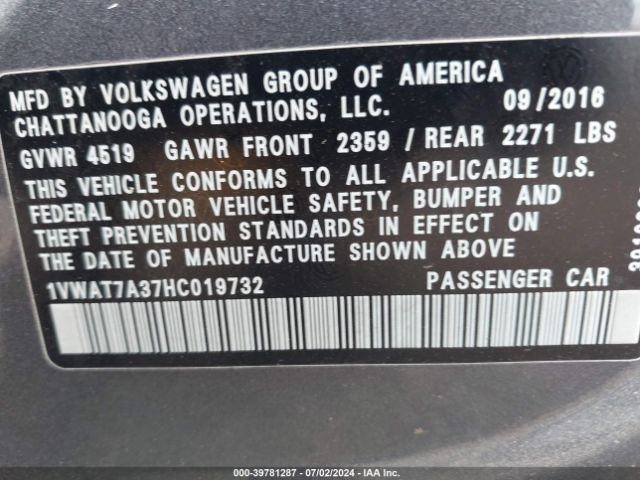 MFD BY VOLKSWAGEN GROUP OF AMERICA
CHATTANOOGA OPERATIONS, LLC. 09/2016
GVWR 4519 GAWR FRONT 2359 / REAR 2271 LBS
THIS VEHICLE CONFORMS TO ALL APPLICABLE U.S.
FEDERAL MOTOR VEHICLE SAFETY, BUMPER AND
THEFT PREVENTION STANDARDS IN EFFECT ON
THE DATE OF MANUFACTURE SHOWN ABOVE
1VWAT7A37HC019732 PASSENGER CAR
000-39781287 - 07/02/2024 - IAA Inc.